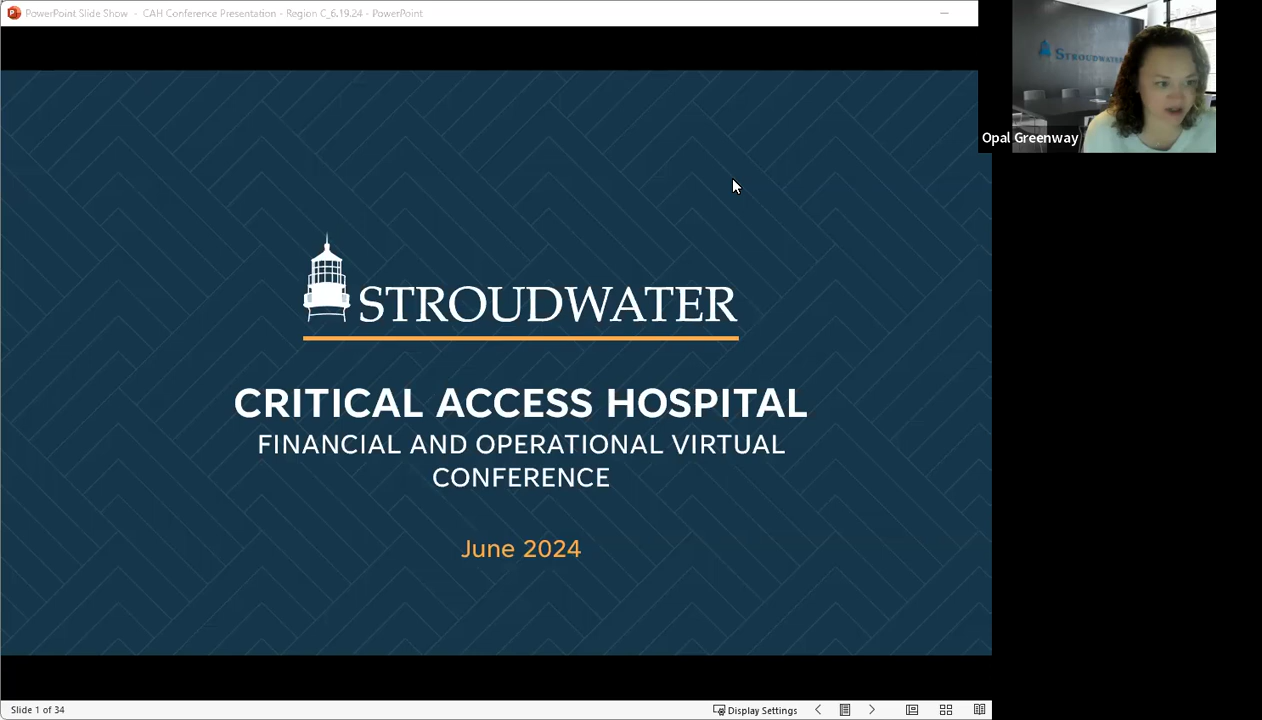 PowerPoint Slide Show - CAH Conference Presentation - Region C_6.19.24 - PowerPoint
STROUDWATER
Opal Greenway
STROUDWATER
CRITICAL ACCESS HOSPITAL
FINANCIAL AND OPERATIONAL VIRTUAL
CONFERENCE
June 2024
Slide 1 of 34
Display Settings